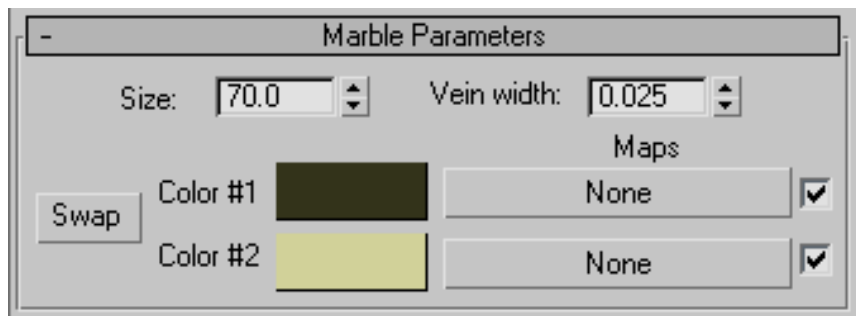 - Marble Parameters
Size: 70.0 Vein width: 0.025
Maps
Color #1 None
Swap
Color #2 None